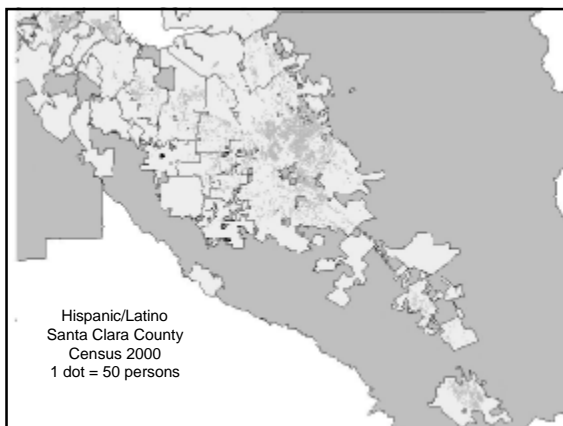 Hispanic/Latino
Santa Clara County
Census 2000
1 dot = 50 persons